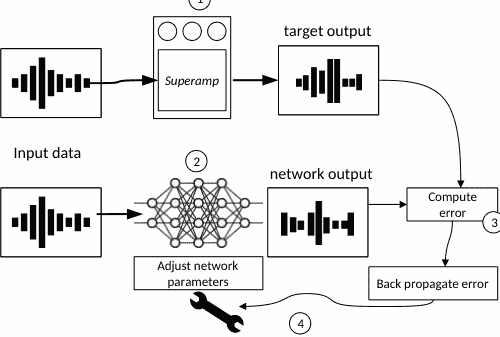 1
target output
Superamp
Input data
2
network output
Compute
error
3
Adjust network
parameters
Back propagate error
4